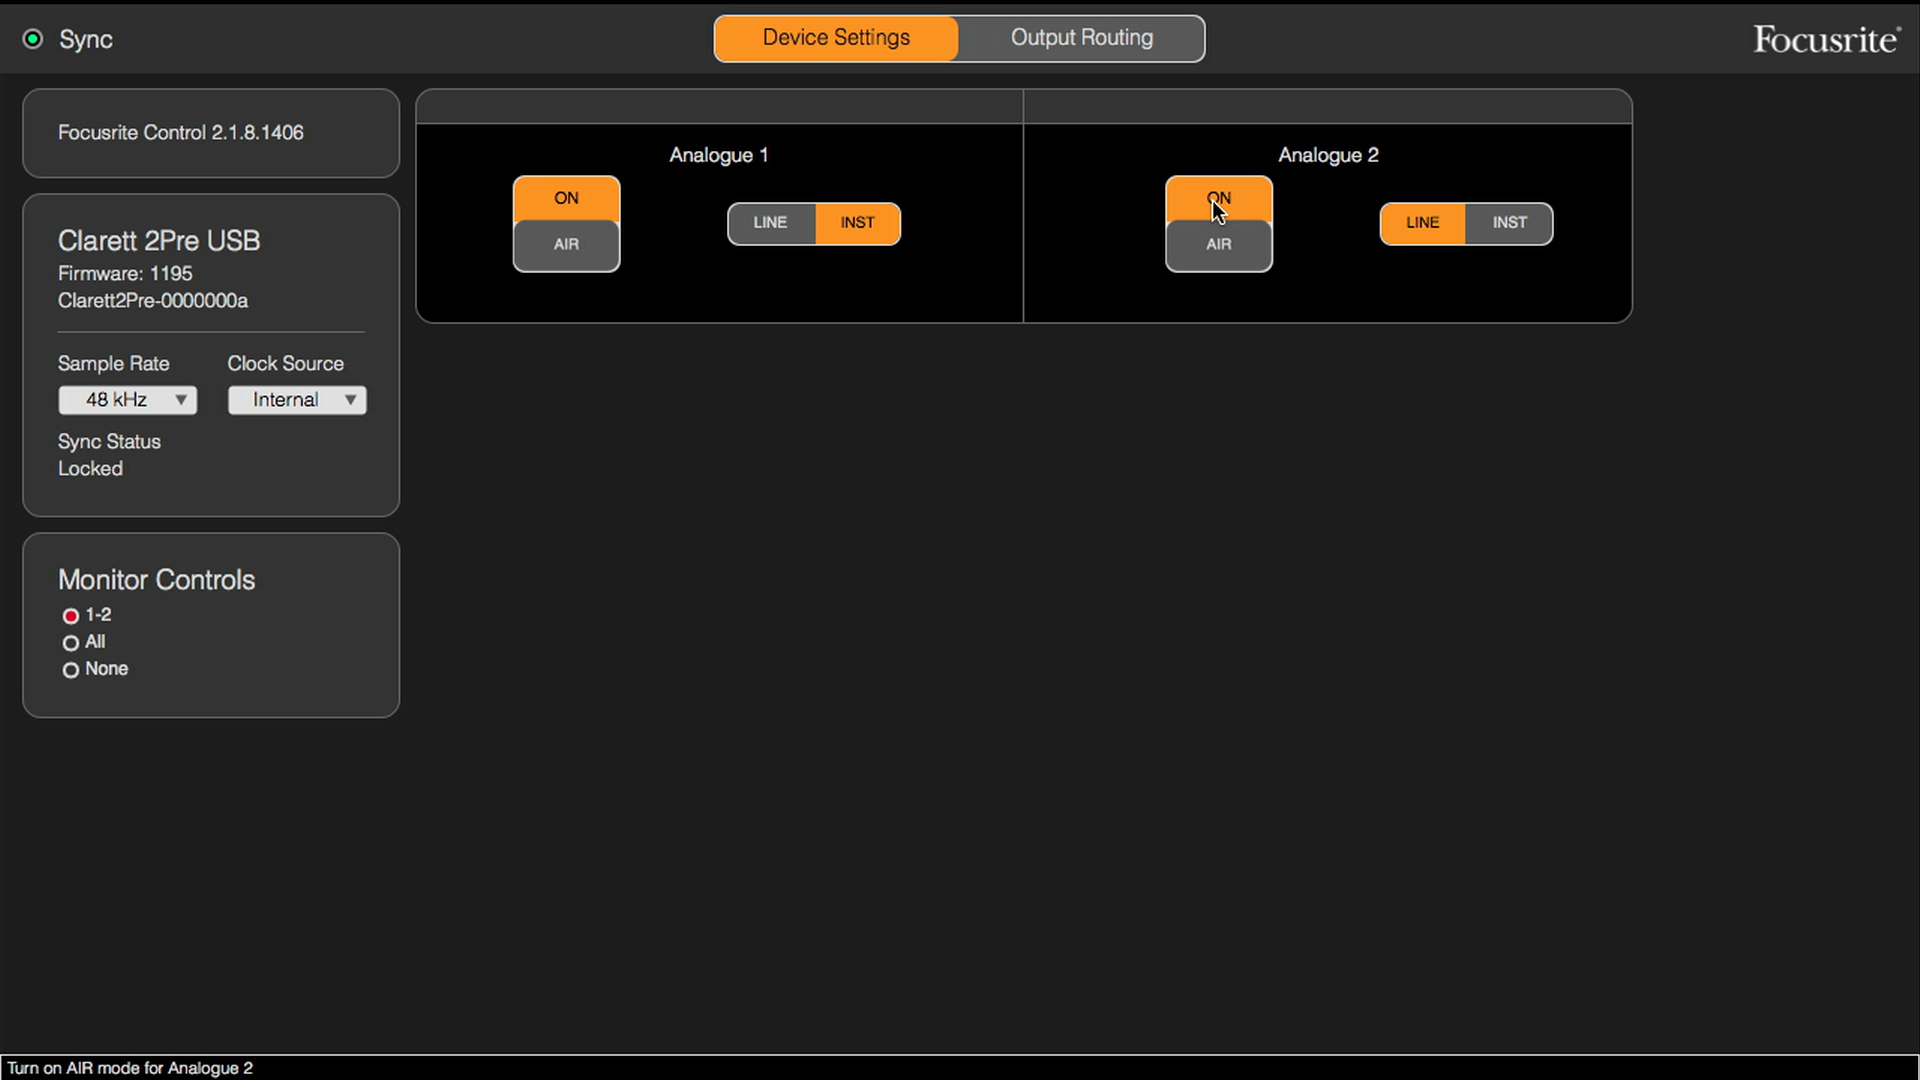 Sync
Device Settings
Output Routing
Focusrite®
Focusrite Control 2.1.8.1406
Clarett 2Pre USB
Firmware: 1195
Clarett2Pre-0000000a
Sample Rate
Clock Source
48 kHz
Internal
Sync Status
Locked
Monitor Controls
1-2
All
None
Analogue 1
ON
AIR
LINE
INST
Analogue 2
ON
AIR
LINE
INST
Turn on AIR mode for Analogue 2